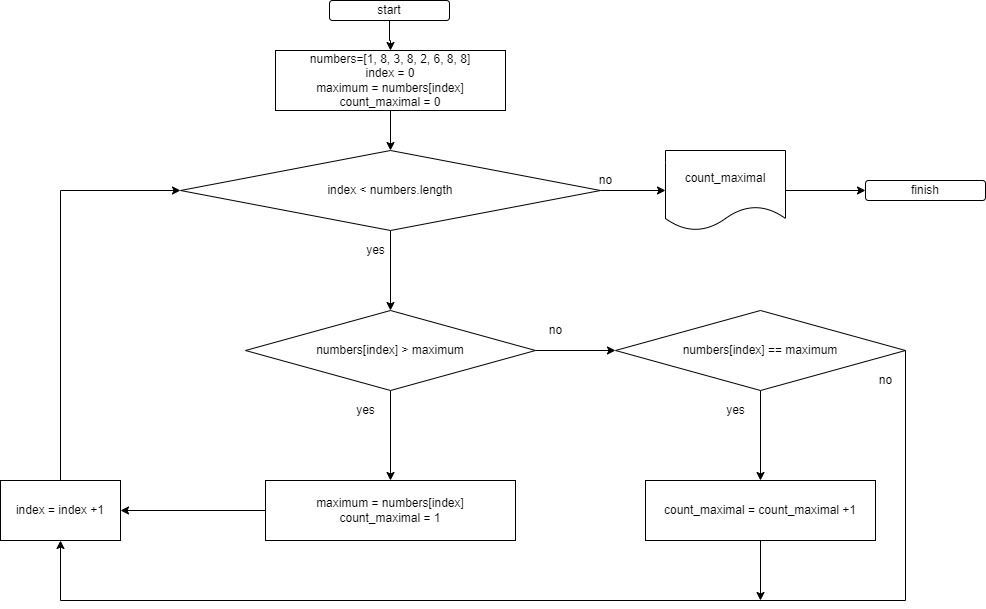 start
numbers=[1, 8, 3, 8, 2, 6, 8, 8]
index = 0
maximum = numbers[index]
count_maximal = 0
index < numbers.length
no
count_maximal
finish
yes
numbers[index] > maximum
no
numbers[index] == maximum
no
yes
yes
index = index +1
maximum = numbers[index]
count_maximal = 1
count_maximal = count_maximal +1